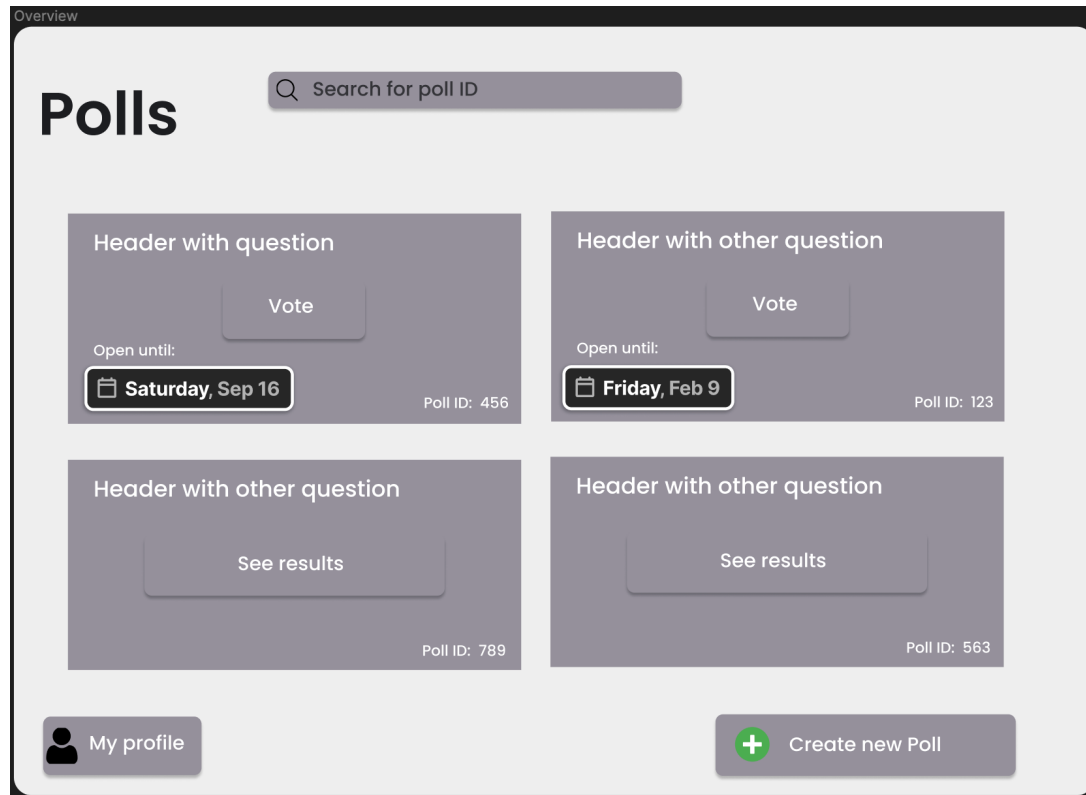 Overview
Polls
Search for poll ID
Header with question
Vote
Open until:
Saturday, Sep 16
Poll ID: 456
Header with other question
Vote
Open until:
Friday, Feb 9
Poll ID: 123
Header with other question
See results
Poll ID: 789
Header with other question
See results
Poll ID: 563
My profile
Create new Poll